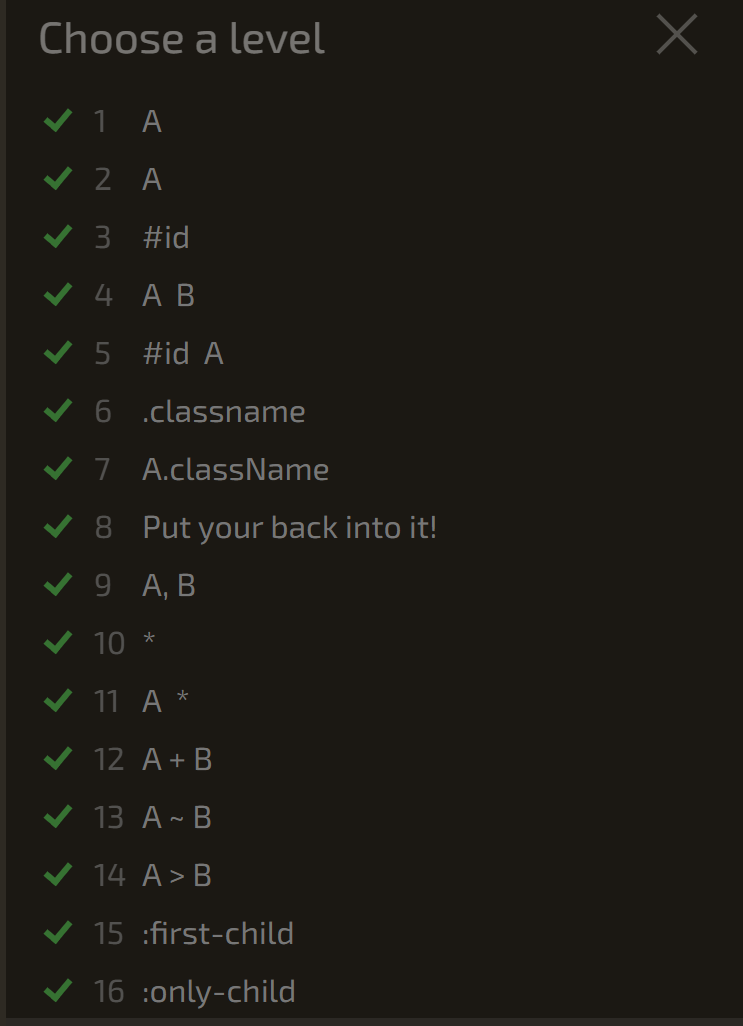 Choose a level
1 A
2 A
3 #id
4 A B
5 #id A
6 .classname
7 A.className
8 Put your back into it!
9 A, B
10 *
11 A *
12 A + B
13 A ~ B
14 A > B
15 :first-child
16 :only-child